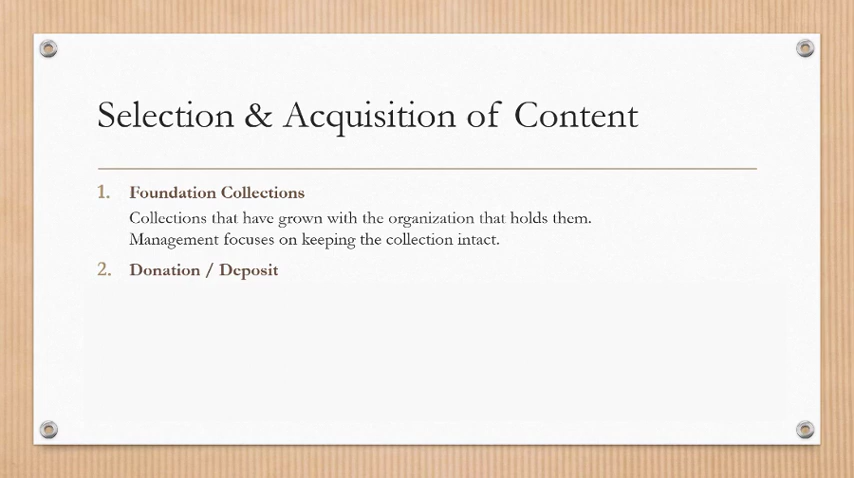 Selection & Acquisition of Content
1. Foundation Collections
Collections that have grown with the organization that holds them.
Management focuses on keeping the collection intact.
2. Donation / Deposit